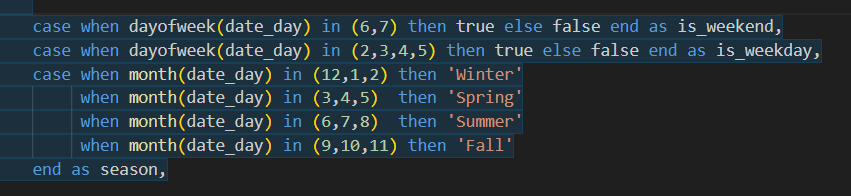 case when dayofweek(date_day) in (6,7) then true else false end as is_weekend,
case when dayofweek(date_day) in (2,3,4,5) then true else false end as is_weekday,
case when month(date_day) in (12,1,2) then 'Winter'
when month(date_day) in (3,4,5)  then 'Spring'
when month(date_day) in (6,7,8)  then 'Summer'
when month(date_day) in (9,10,11) then 'Fall'
end as season,